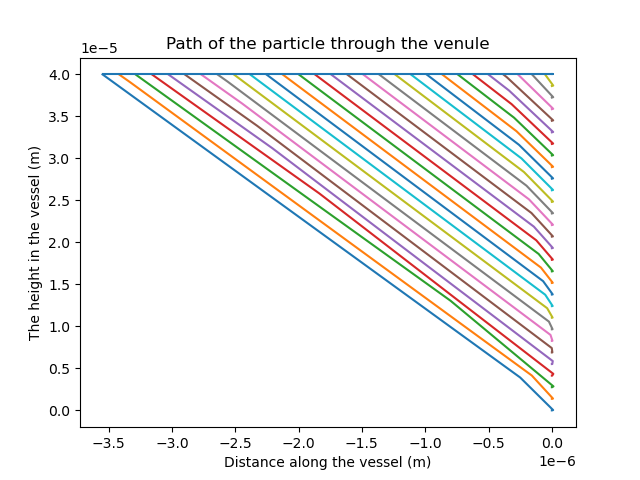 Path of the particle through the venule
1e−5
4.0
3.5
3.0
2.5
2.0
1.5
1.0
0.5
0.0
The height in the vessel (m)
−3.5 −3.0 −2.5 −2.0 −1.5 −1.0 −0.5 0.0
Distance along the vessel (m)
1e−6